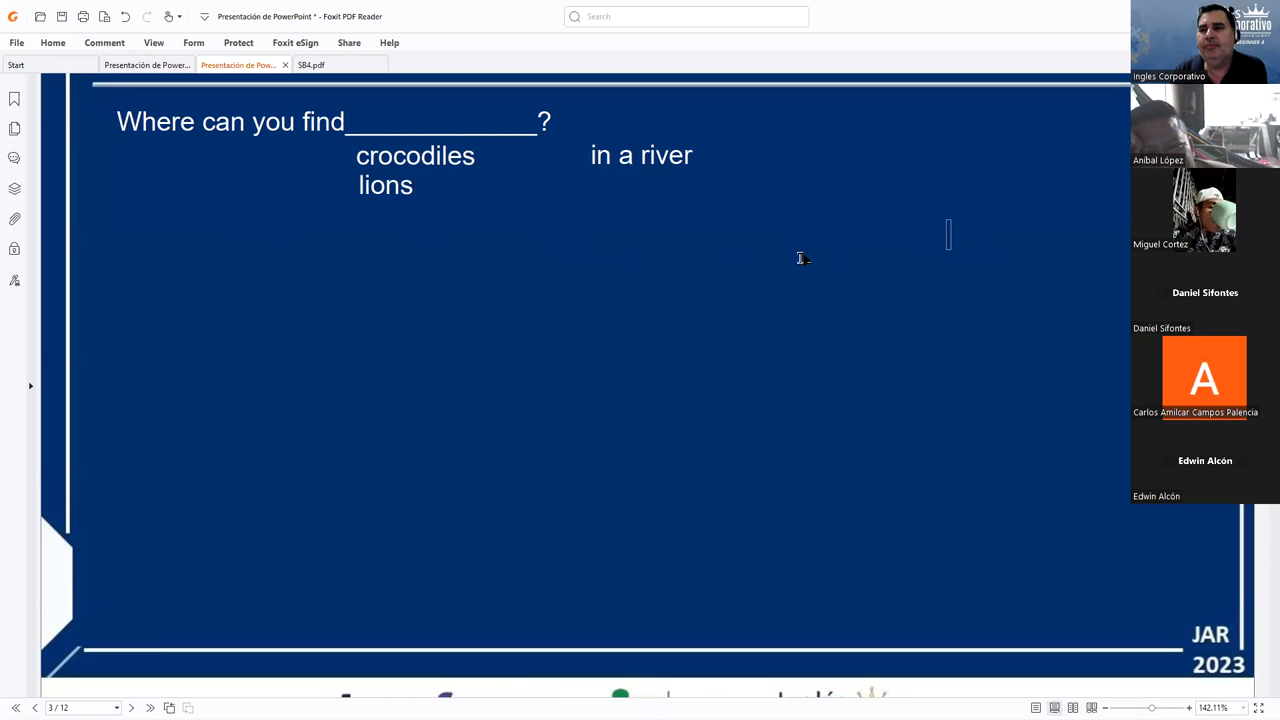 Presentación de PowerPoint * - Foxit PDF Reader
Search
File Home Comment View Form Protect Foxit eSign Share Help
Start Presentación de Power... Presentación de Pow... SB4.pdf
Where can you find______________?
crocodiles in a river
lions
JAR
2023
3 / 12
142.11%
BEGINNER 4
Ingles Corporativo
Aníbal López
Miguel Cortez
Daniel Sifontes
Daniel Sifontes
A
Carlos Amilcar Campos Palencia
Edwin Alcón
Edwin Alcón